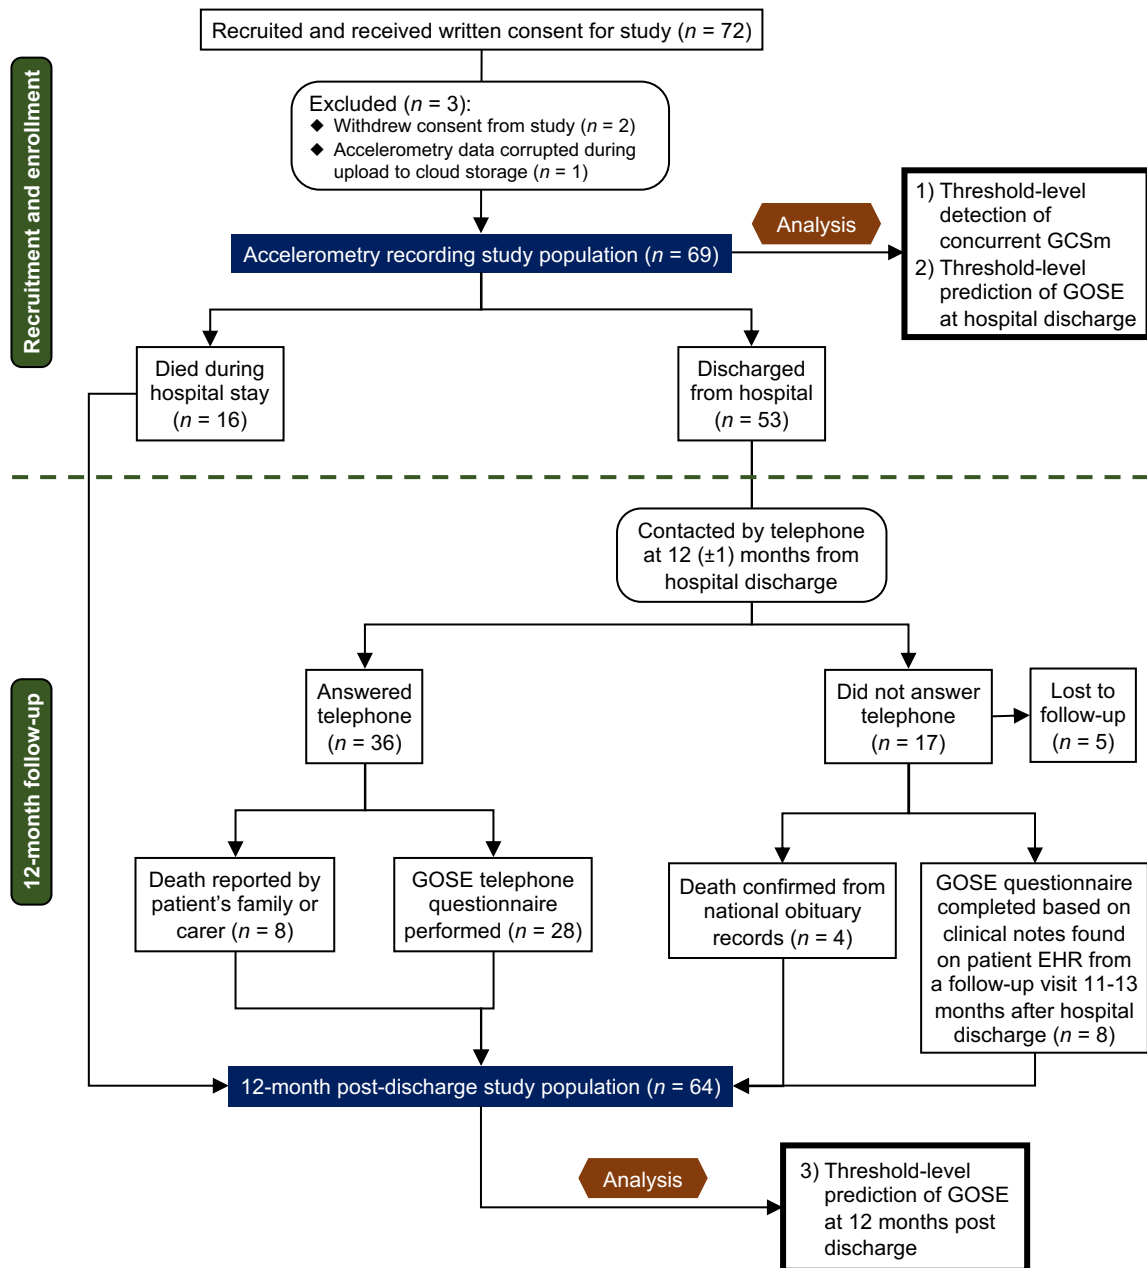 Recruited and received written consent for study (n = 72)
Recruitment and enrollment
Excluded (n = 3):
◆ Withdrew consent from study (n = 2)
◆ Accelerometry data corrupted during
upload to cloud storage (n = 1)
Analysis
1) Threshold-level
detection of
concurrent GCSm
2) Threshold-level
prediction of GOSE
at hospital discharge
Accelerometry recording study population (n = 69)
Died during
hospital stay
(n = 16)
Discharged
from hospital
(n = 53)
Contacted by telephone
at 12 (±1) months from
hospital discharge
12-month follow-up
Answered
telephone
(n = 36)
Did not answer
telephone
(n = 17)
Lost to
follow-up
(n = 5)
Death reported by
patient's family or
carer (n = 8)
GOSE telephone
questionnaire
performed (n = 28)
Death confirmed from
national obituary
records (n = 4)
GOSE questionnaire
completed based on
clinical notes found
on patient EHR from
a follow-up visit 11-13
months after hospital
discharge (n = 8)
12-month post-discharge study population (n = 64)
Analysis
3) Threshold-level
prediction of GOSE
at 12 months post
discharge